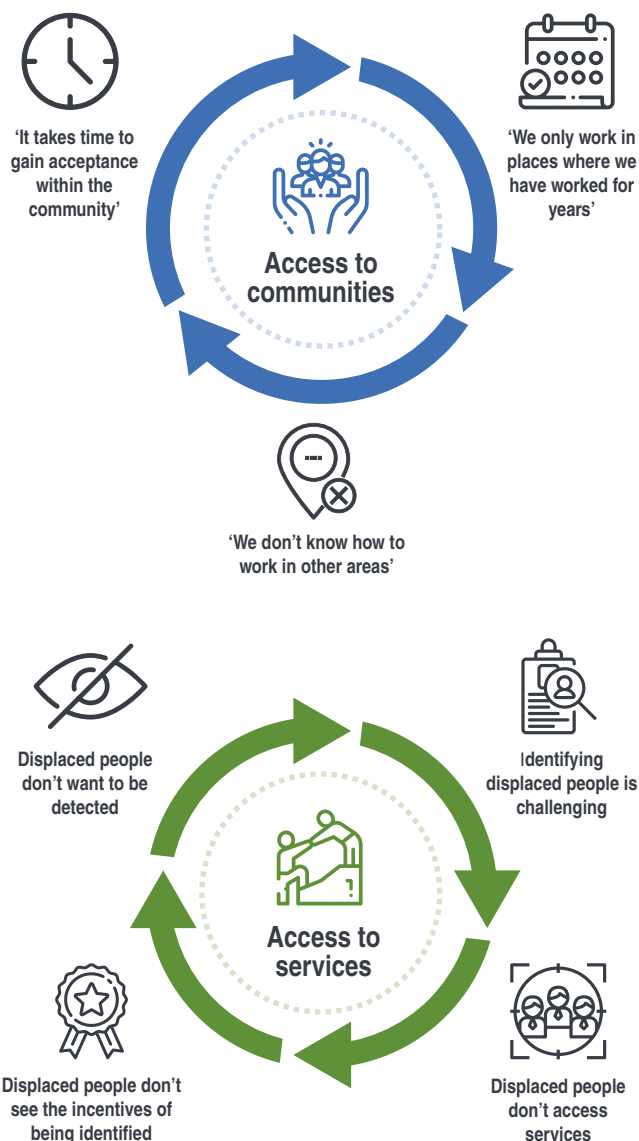 ‘It takes time to
gain acceptance
within the
community’
‘We only work in
places where we
have worked for
years’
Access to
communities
‘We don’t know how to
work in other areas’
Displaced people
don’t want to be
detected
Identifying
displaced people is
challenging
Access to
services
Displaced people don’t
see the incentives of
being identified
Displaced people
don’t access
services